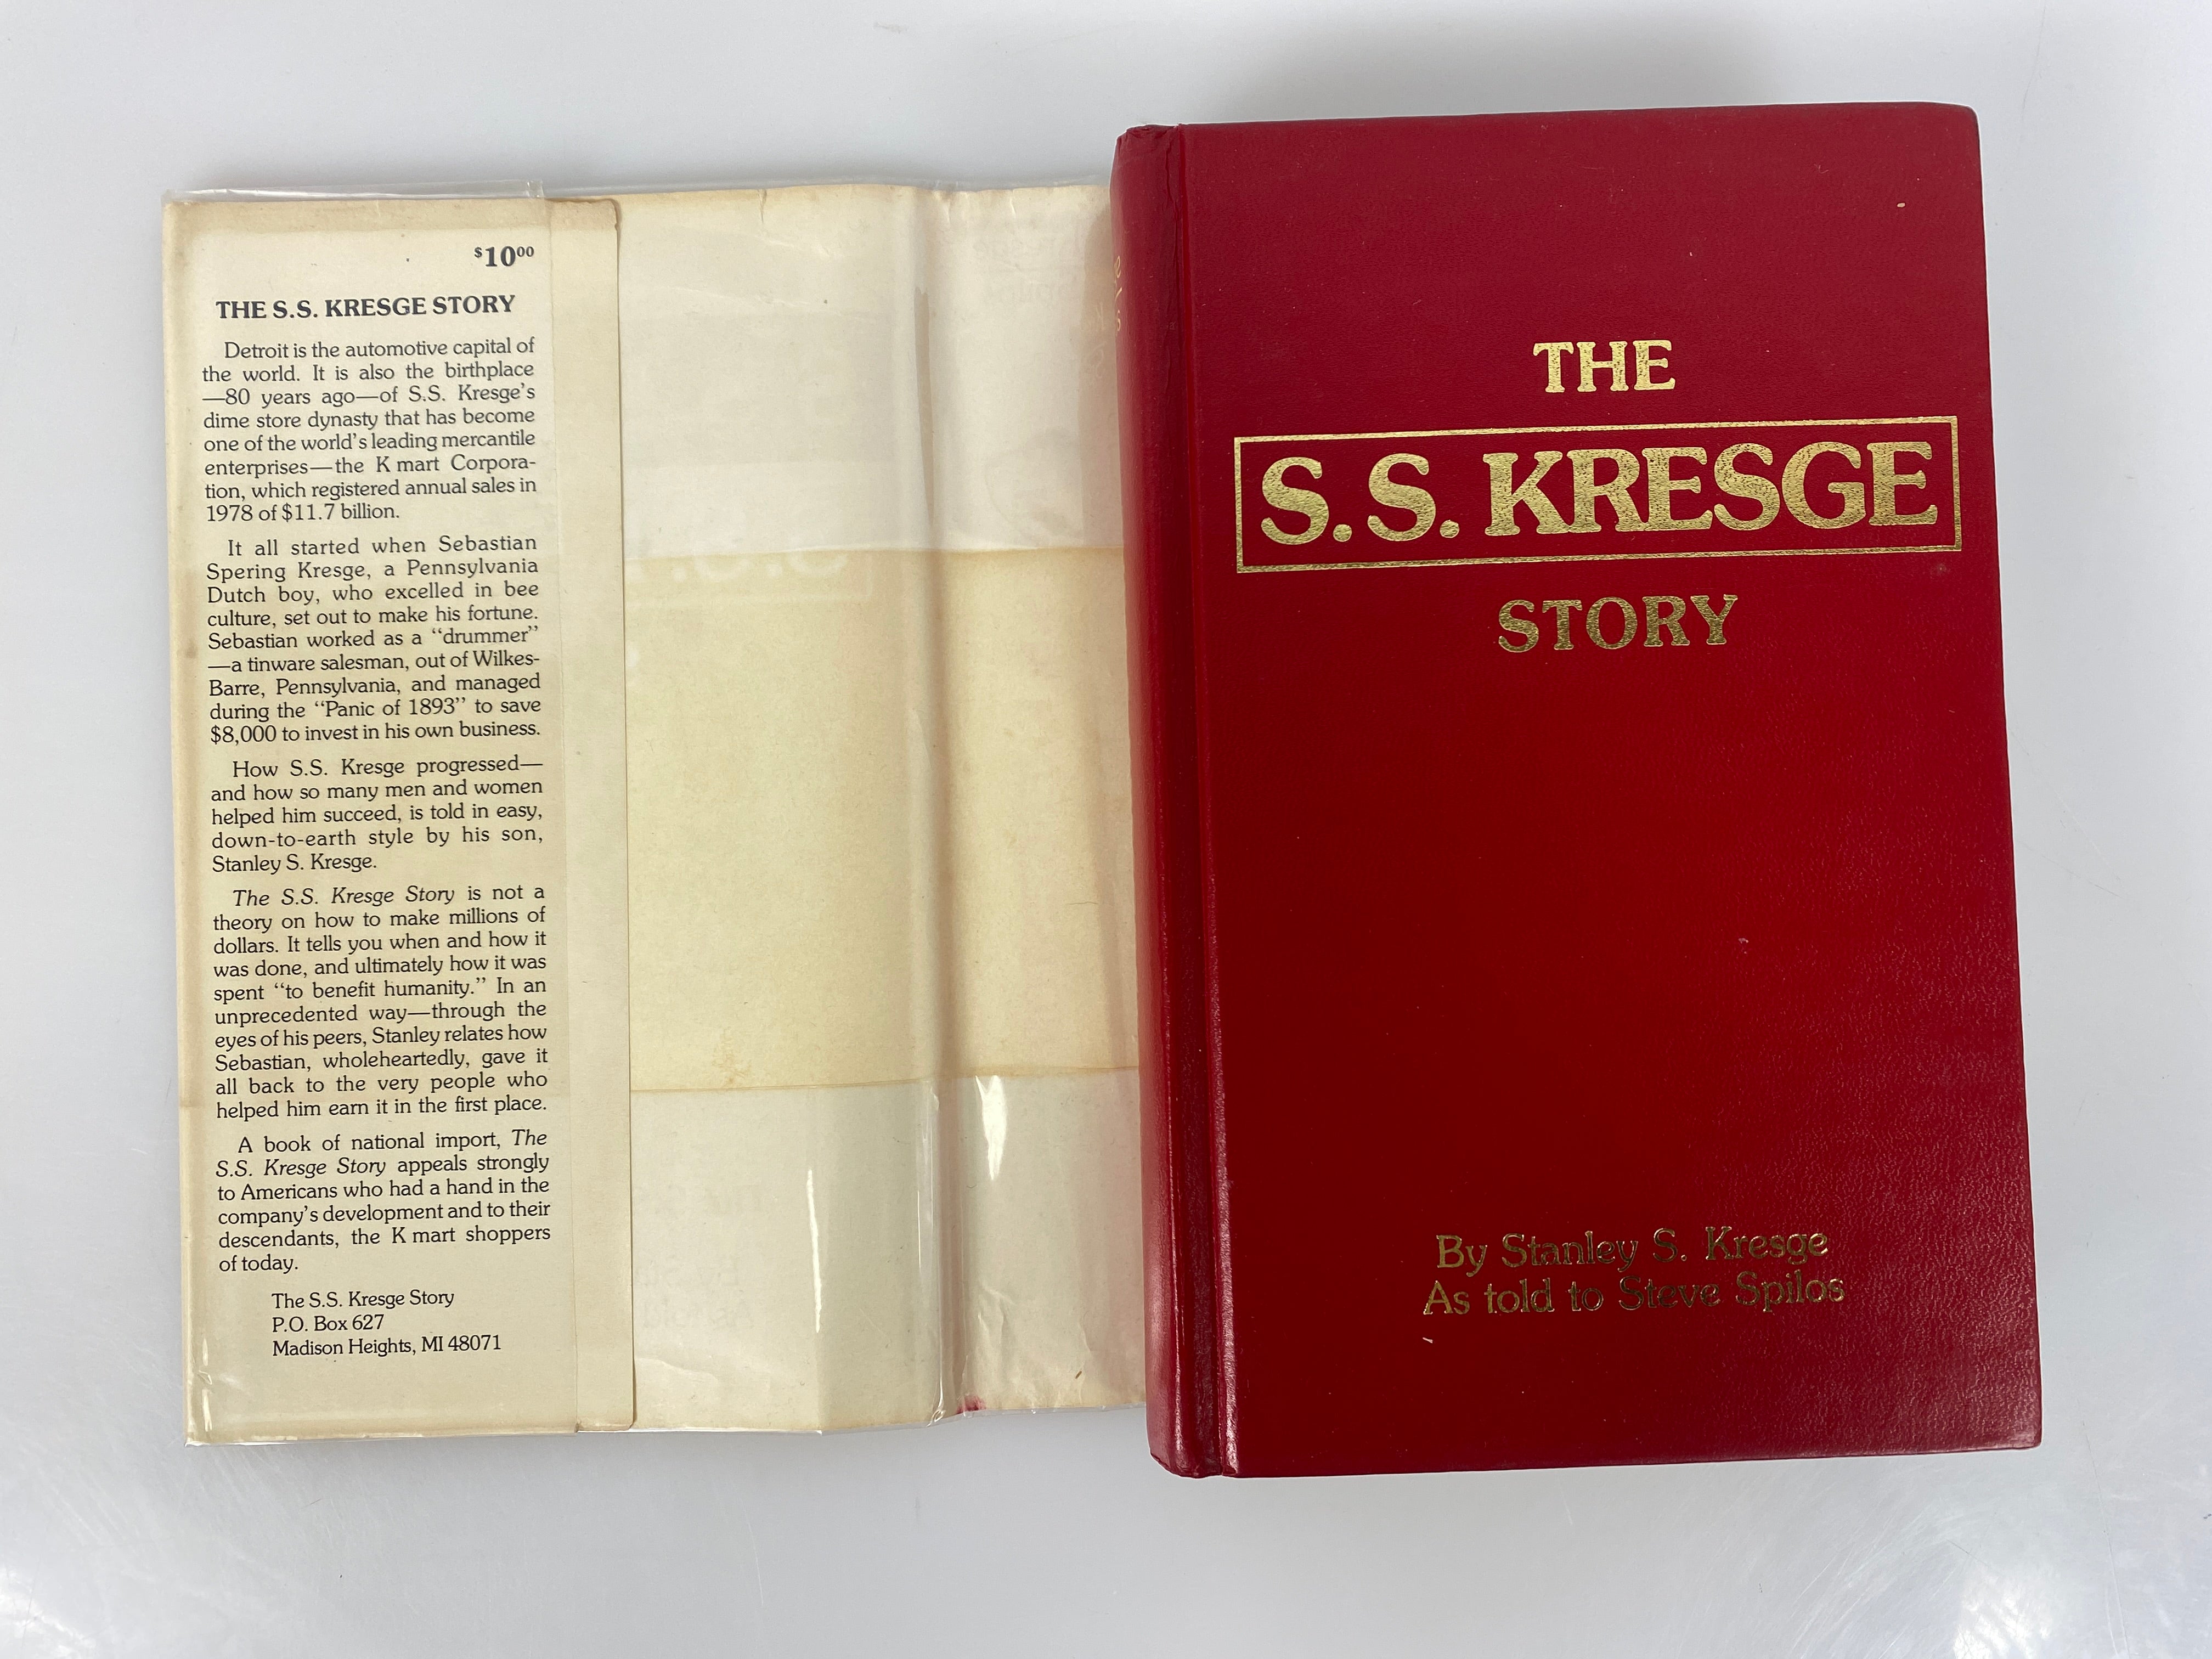 $10⁰⁰
THE S.S. KRESGE STORY
Detroit is the automotive capital of
the world. It is also the birthplace
—80 years ago—of S.S. Kresge's
dime store dynasty that has become
one of the world's leading mercantile
enterprises—the K mart Corpora-
tion, which registered annual sales in
1978 of $11.7 billion.
It all started when Sebastian
Spering Kresge, a Pennsylvania
Dutch boy, who excelled in bee
culture, set out to make his fortune.
Sebastian worked as a "drummer"
—a tinware salesman, out of Wilkes-
Barre, Pennsylvania, and managed
during the "Panic of 1893" to save
$8,000 to invest in his own business.
How S.S. Kresge progressed—
and how so many men and women
helped him succeed, is told in easy,
down-to-earth style by his son,
Stanley S. Kresge.
The S.S. Kresge Story is not a
theory on how to make millions of
dollars. It tells you when and how it
was done, and ultimately how it was
spent "to benefit humanity." In an
unprecedented way—through the
eyes of his peers, Stanley relates how
Sebastian, wholeheartedly, gave it
all back to the very people who
helped him earn it in the first place.
A book of national import, The
S.S. Kresge Story appeals strongly
to Americans who had a hand in the
company's development and to their
descendants, the K mart shoppers
of today.
The S.S. Kresge Story
P.O. Box 627
Madison Heights, MI 48071
THE
S.S. KRESGE
STORY
By Stanley S. Kresge
As told to Steve Spilos